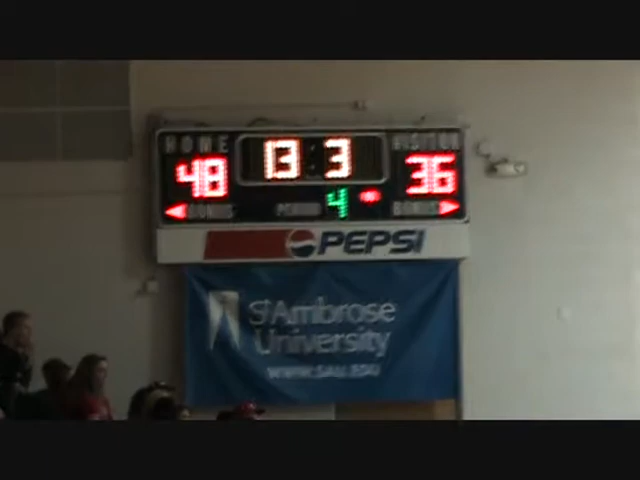 HOME 13:3 VISITOR
48 36
BONUS PERIOD 4 BONUS
PEPSI
St Ambrose
University
WWW.SAU.EDU